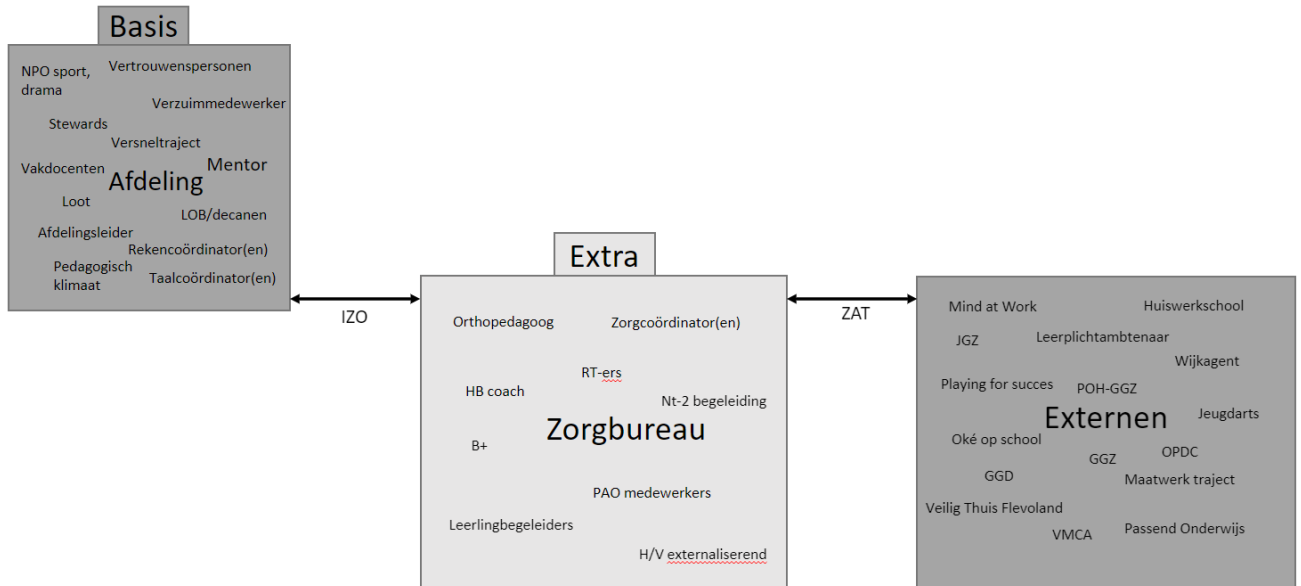 Basis
NPO sport,
drama
Vertrouwenspersonen
Verzuimmedewerker
Stewards
Versneltraject
Vakdocenten
Mentor
Afdeling
Loot
LOB/decanen
Afdelingsleider
Rekencoördinator(en)
Pedagogisch
klimaat
Taalcoördinator(en)
IZO
Extra
Orthopedagoog
Zorgcoördinator(en)
RT-ers
HB coach
Nt-2 begeleiding
Zorgbureau
B+
PAO medewerkers
Leerlingbegeleiders
H/V externaliserend
ZAT
Mind at Work
Huiswerkschool
JGZ
Leerplichtambtenaar
Wijkagent
Playing for succes
POH-GGZ
Externen
Jeugdarts
Oké op school
GGZ
OPDC
GGD
Maatwerk traject
Veilig Thuis Flevoland
VMCA
Passend Onderwijs